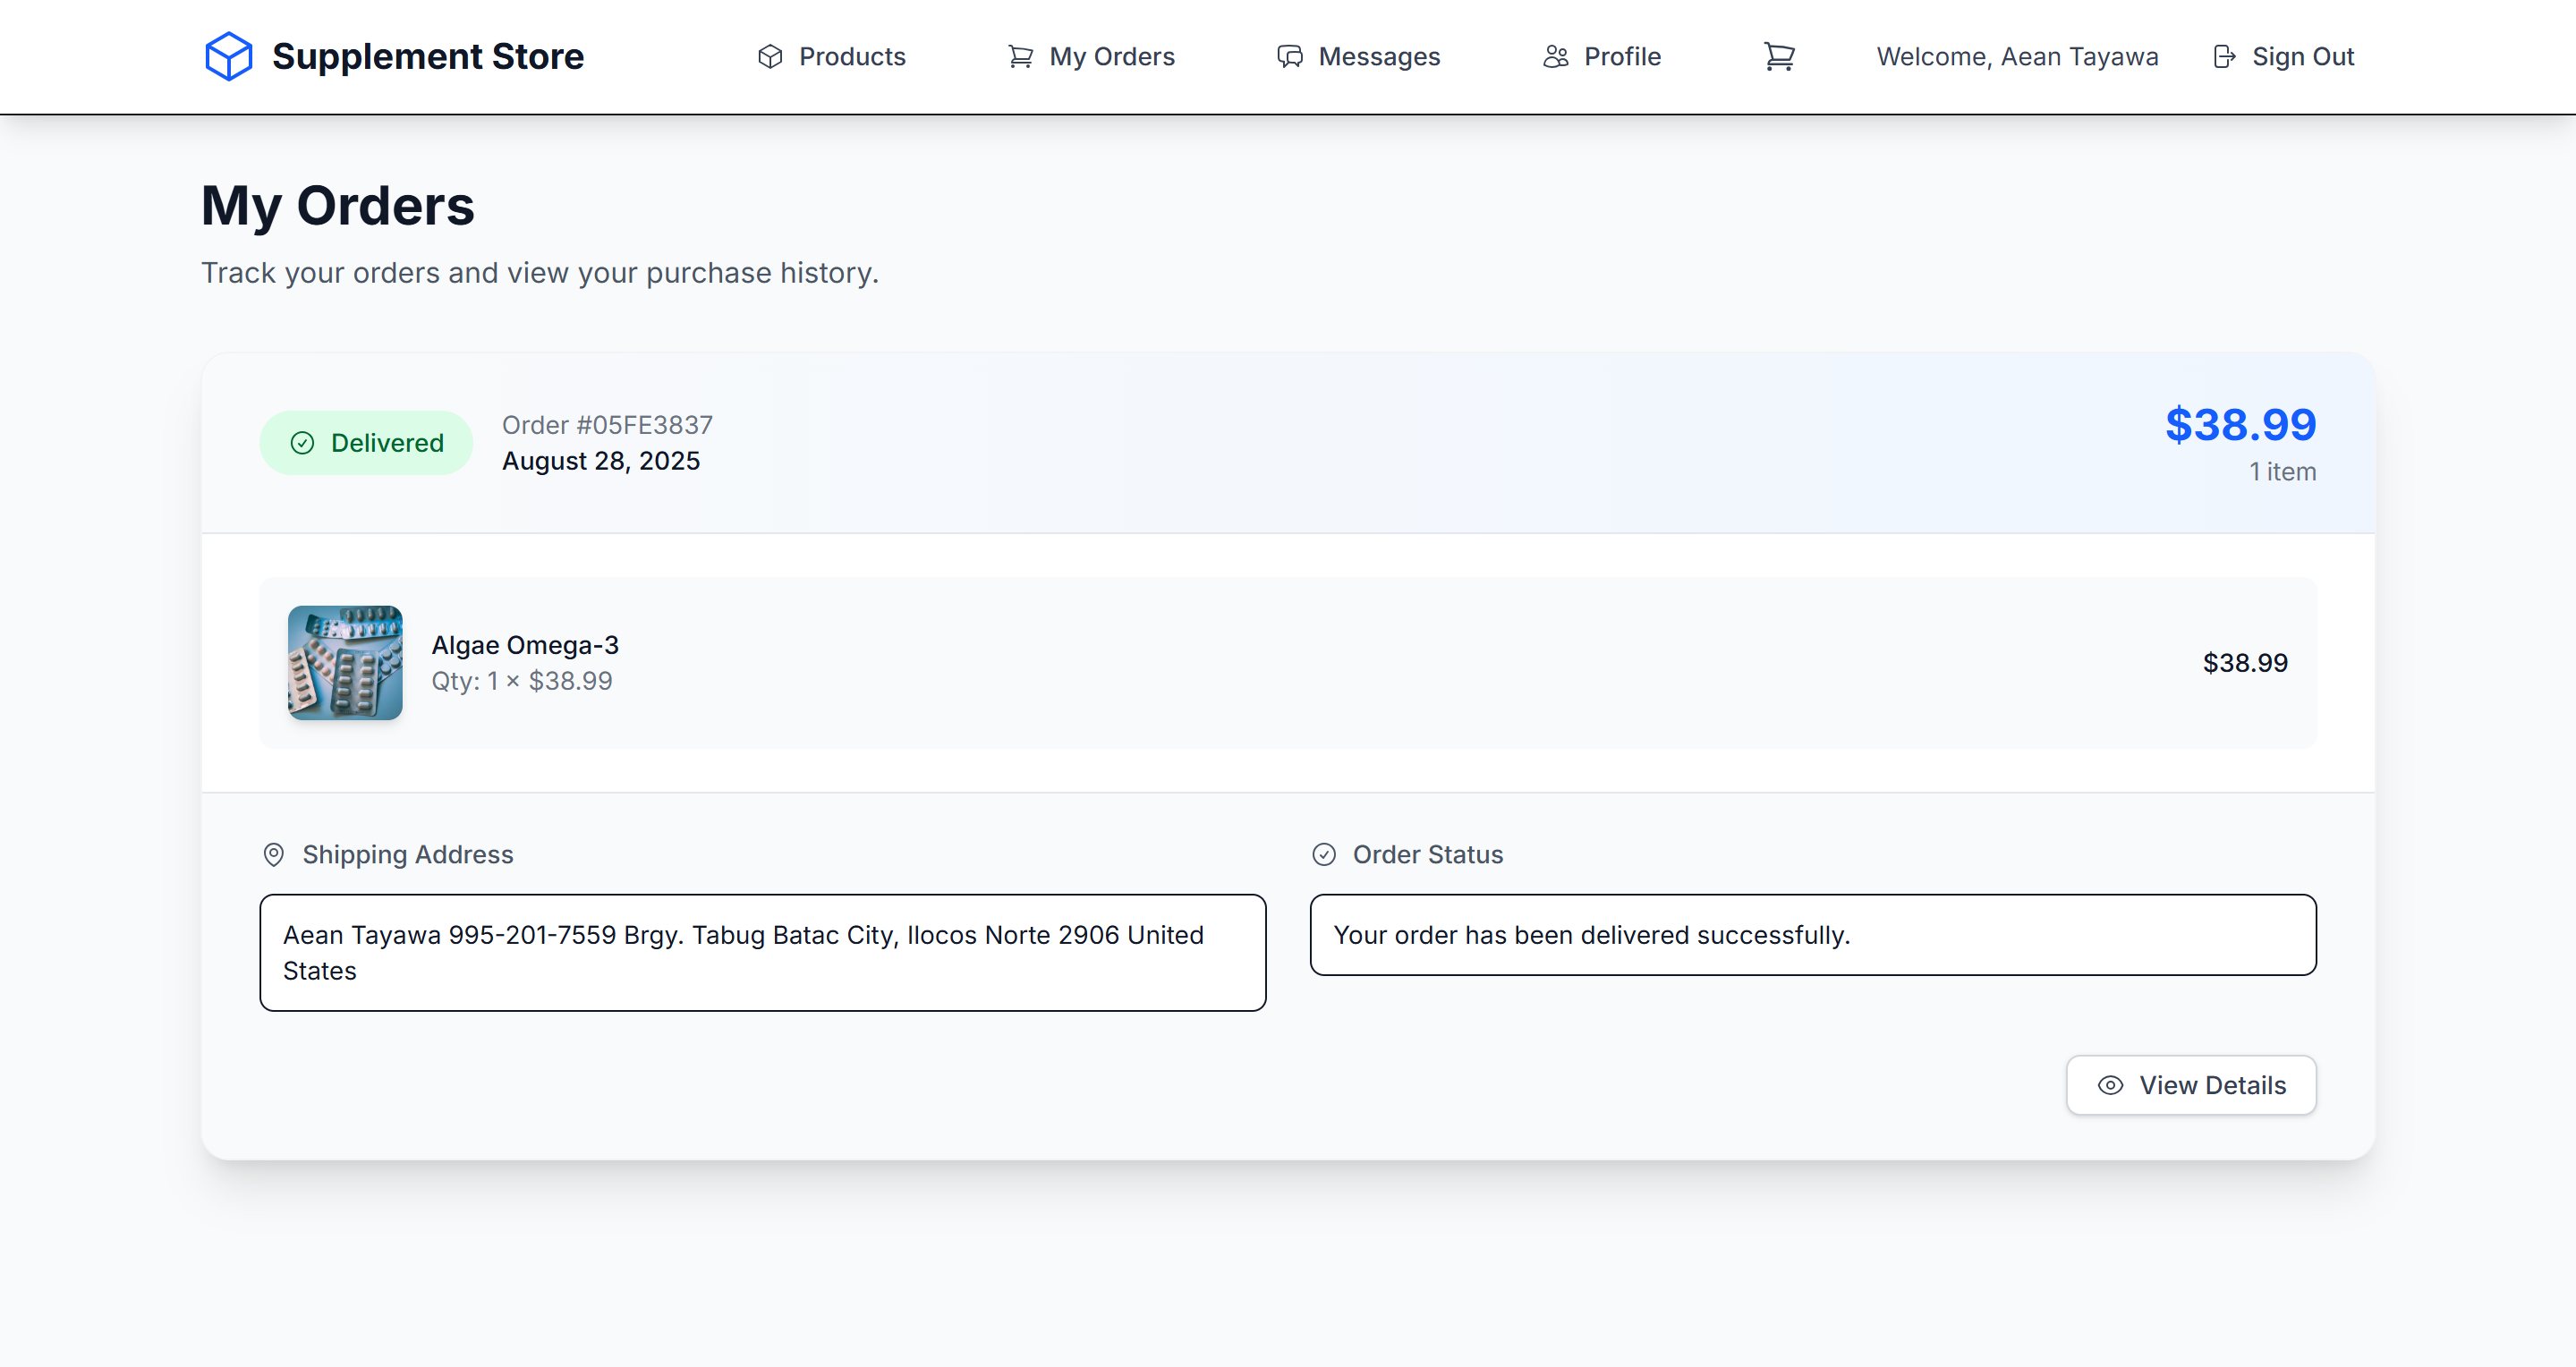 Supplement Store
Products
My Orders
Messages
Profile
Welcome, Aean Tayawa
Sign Out
My Orders
Track your orders and view your purchase history.
Delivered
Order #05FE3837
August 28, 2025
$38.99
1 item
Algae Omega-3
Qty: 1 × $38.99
$38.99
Shipping Address
Aean Tayawa 995-201-7559 Brgy. Tabug Batac City, Ilocos Norte 2906 United
States
Order Status
Your order has been delivered successfully.
View Details